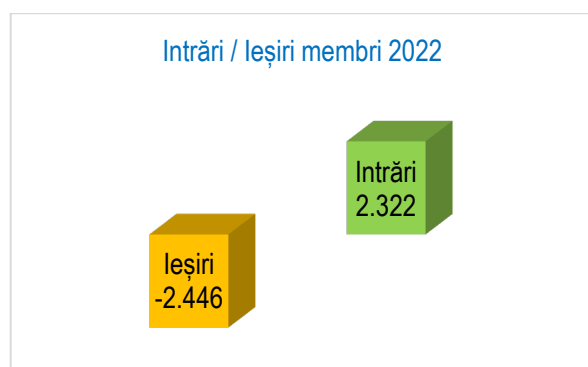 Intrări / Ieșiri membri 2022
Intrări
2.322
Ieșiri
-2.446